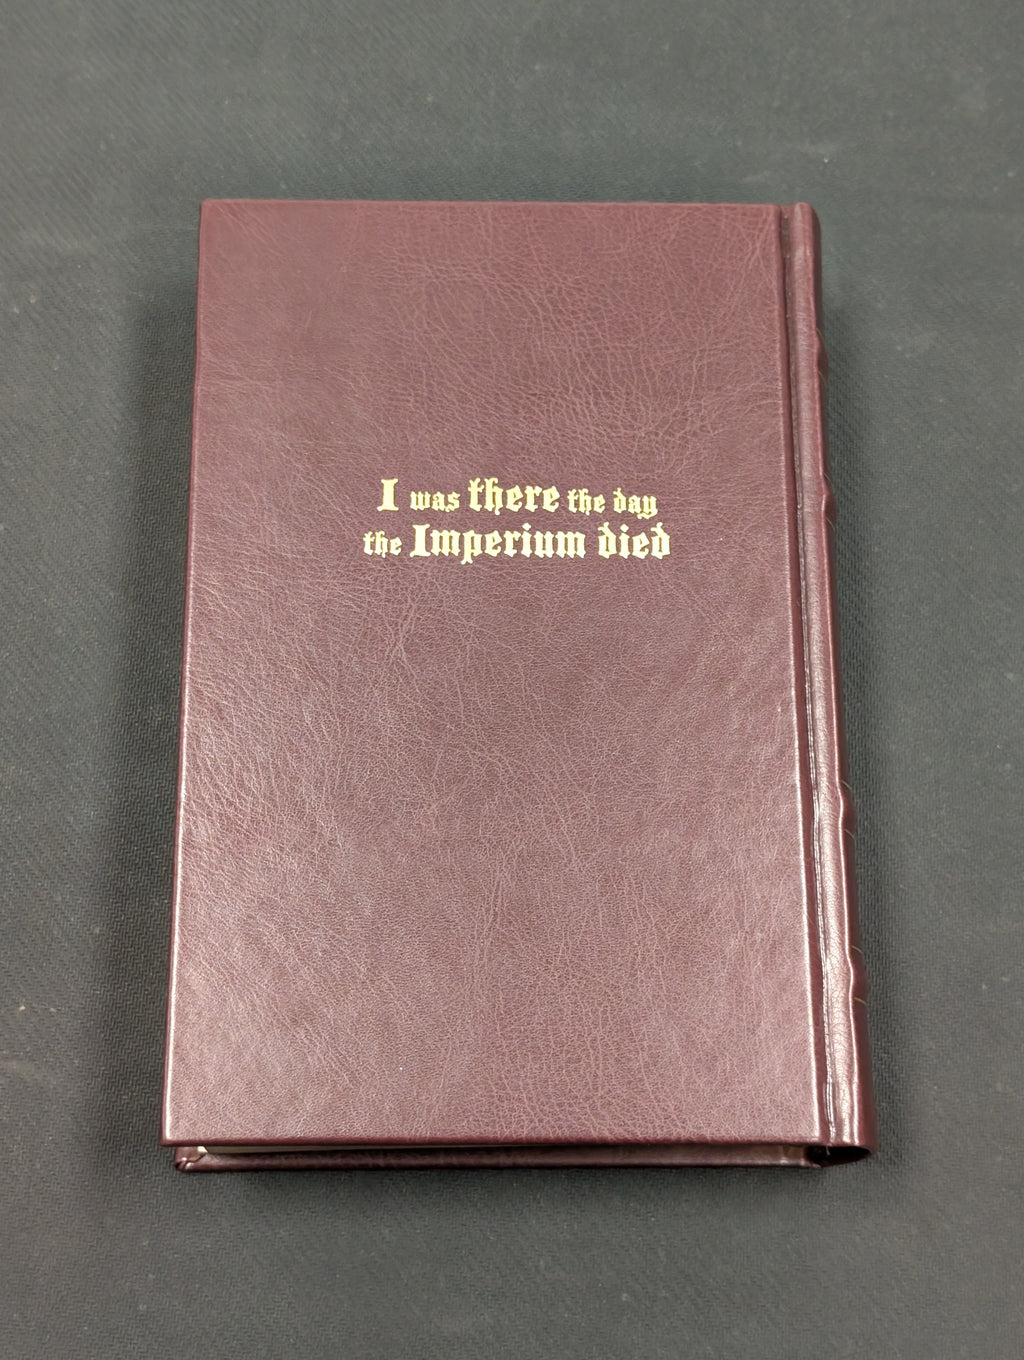 I was there the day
the Imperium died